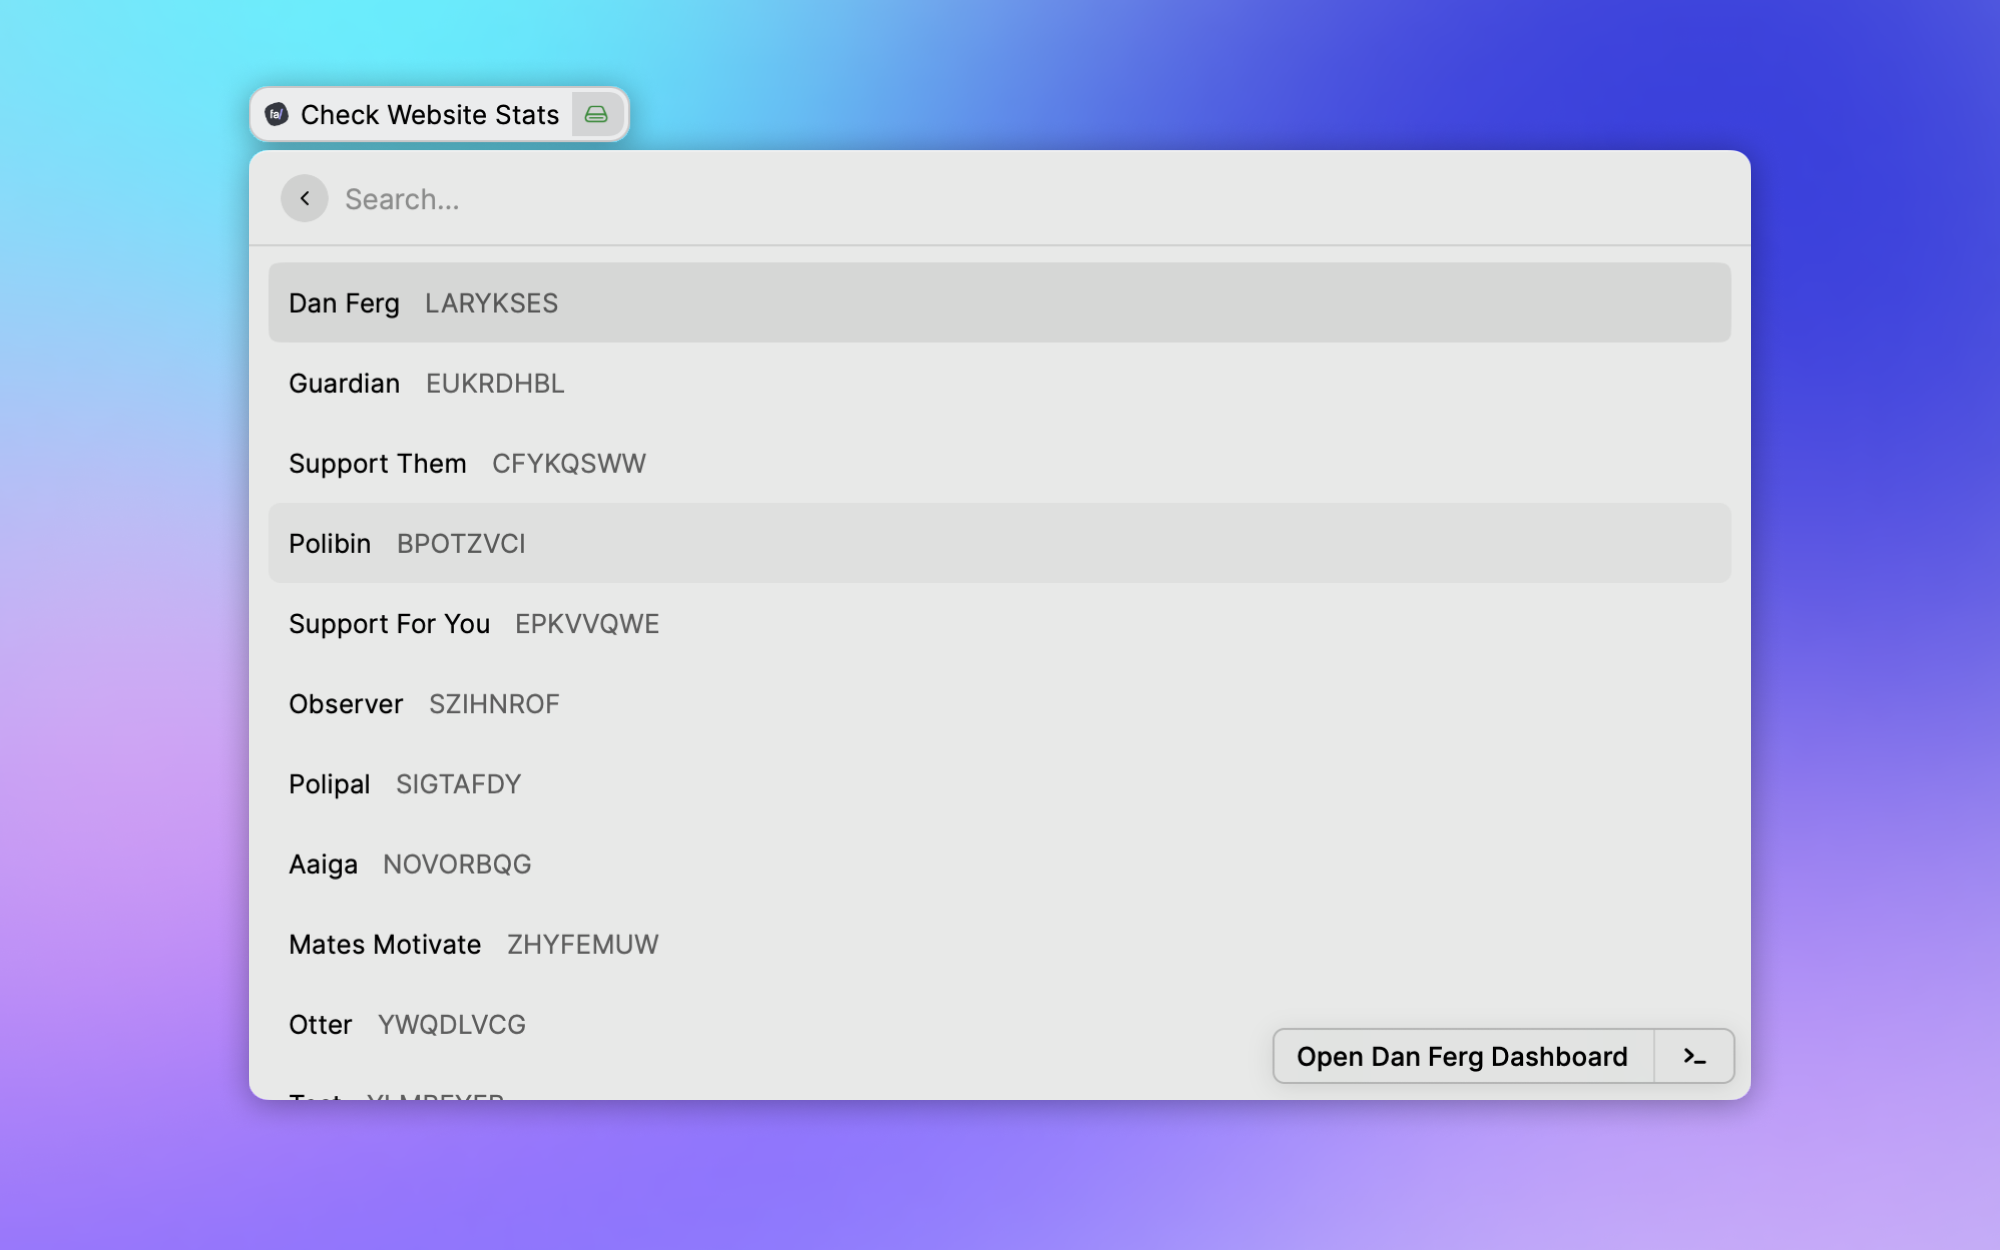 fa/ Check Website Stats
Search...
Dan Ferg LARYKSES
Guardian EUKRDHBL
Support Them CFYKQSWW
Polibin BPOTZVCI
Support For You EPKVVQWE
Observer SZIHNROF
Polipal SIGTAFDY
Aaiga NOVORBQG
Mates Motivate ZHYFEMUW
Otter YWQDLVCG
Open Dan Ferg Dashboard >_